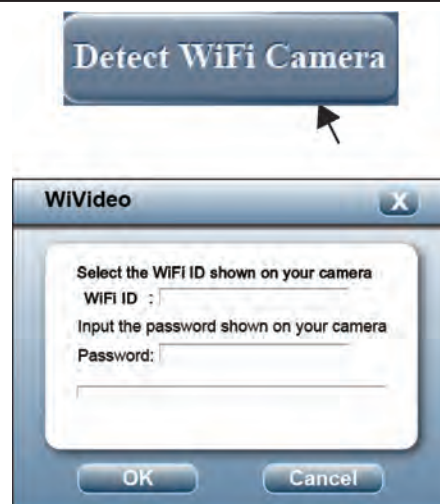 Detect WiFi Camera
WiVideo X
Select the WiFi ID shown on your camera
WiFi ID :
Input the password shown on your camera
Password:
OK Cancel